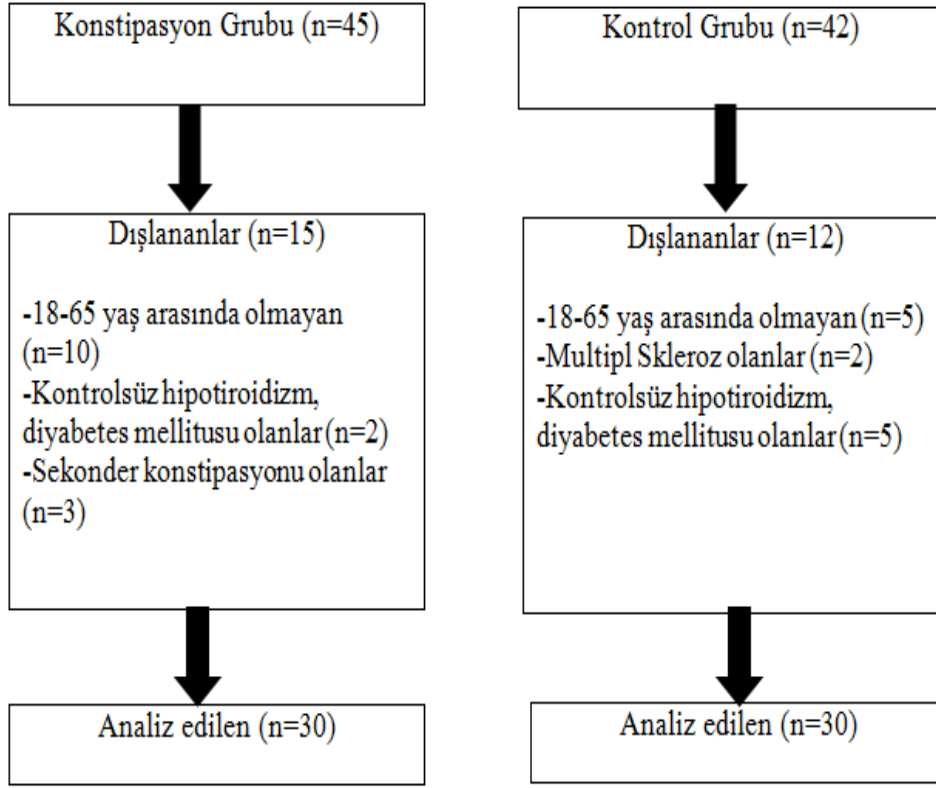 Konstipasyon Grubu (n=45)
Dışlananlar (n=15)
-18-65 yaş arasında olmayan
(n=10)
-Kontrolsüz hipotiroidizm,
diyabetes mellitusu olanlar (n=2)
-Sekonder konstipasyonu olanlar
(n=3)
Analiz edilen (n=30)
Kontrol Grubu (n=42)
Dışlananlar (n=12)
-18-65 yaş arasında olmayan (n=5)
-Multipl Skleroz olanlar (n=2)
-Kontrolsüz hipotiroidizm,
diyabetes mellitusu olanlar (n=5)
Analiz edilen (n=30)